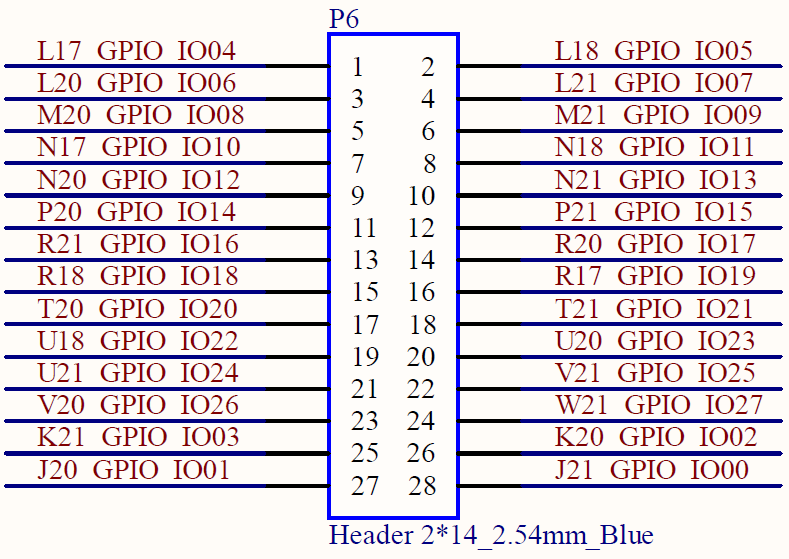 P6
L17 GPIO IO04 1 2 L18 GPIO IO05
L20 GPIO IO06 3 4 L21 GPIO IO07
M20 GPIO IO08 5 6 M21 GPIO IO09
N17 GPIO IO10 7 8 N18 GPIO IO11
N20 GPIO IO12 9 10 N21 GPIO IO13
P20 GPIO IO14 11 12 P21 GPIO IO15
R21 GPIO IO16 13 14 R20 GPIO IO17
R18 GPIO IO18 15 16 R17 GPIO IO19
T20 GPIO IO20 17 18 T21 GPIO IO21
U18 GPIO IO22 19 20 U20 GPIO IO23
U21 GPIO IO24 21 22 V21 GPIO IO25
V20 GPIO IO26 23 24 W21 GPIO IO27
K21 GPIO IO03 25 26 K20 GPIO IO02
J20 GPIO IO01 27 28 J21 GPIO IO00
Header 2*14_2.54mm_Blue